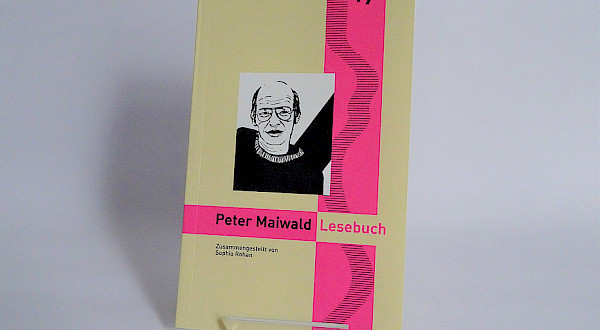 Peter Maiwald Lesebuch
Zusammengestellt von
Sophia Rohan